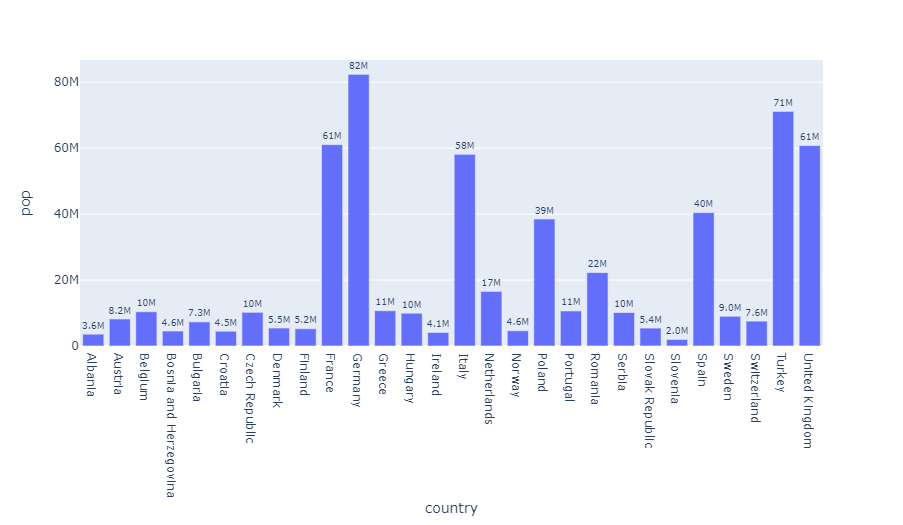 pop
80M
60M
40M
20M
0
3.6M
8.2M
10M
4.6M
7.3M
4.5M
10M
5.5M
5.2M
61M
82M
11M
10M
4.1M
58M
17M
4.6M
39M
11M
22M
10M
5.4M
2.0M
40M
9.0M
7.6M
71M
61M
Albania
Austria
Belgium
Bosnia and Herzegovina
Bulgaria
Croatia
Czech Republic
Denmark
Finland
France
Germany
Greece
Hungary
Ireland
Italy
Netherlands
Norway
Poland
Portugal
Romania
Serbia
Slovak Republic
Slovenia
Spain
Sweden
Switzerland
Turkey
United Kingdom
country